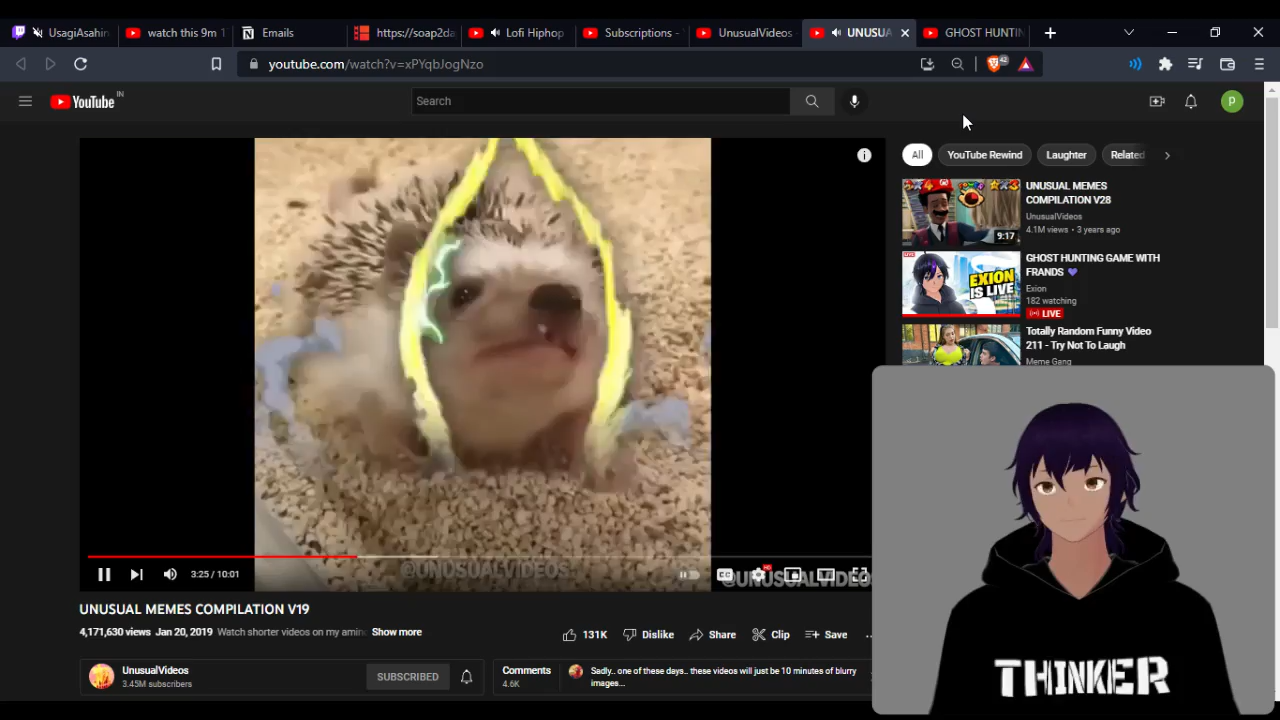 UsagiAsahin
watch this 9m 1
Emails
https://soap2da
Lofi Hiphop
Subscriptions -
UnusualVideos
UNUSUA
GHOST HUNTIN
youtube.com/watch?v=xPYqbJogNzo
42
YouTube IN
Search
P
All
YouTube Rewind
Laughter
Related
UNUSUAL MEMES
COMPILATION V28
UnusualVideos
4.1M views • 3 years ago
9:17
GHOST HUNTING GAME WITH
FRANDS 💜
Exion
182 watching
LIVE
LIVE
EXION
IS LIVE
Totally Random Funny Video
211 - Try Not To Laugh
Meme Gang
@UNUSUALVIDEOS
@UNUSUALVIDEOS
3:25 / 10:01
CC
HD
UNUSUAL MEMES COMPILATION V19
4,171,630 views Jan 20, 2019 Watch shorter videos on my amin Show more
131K
Dislike
Share
Clip
Save
...
UnusualVideos
3.45M subscribers
SUBSCRIBED
Comments
4.6K
Sadly.. one of these days.. these videos will just be 10 minutes of blurry
images...
THINKER